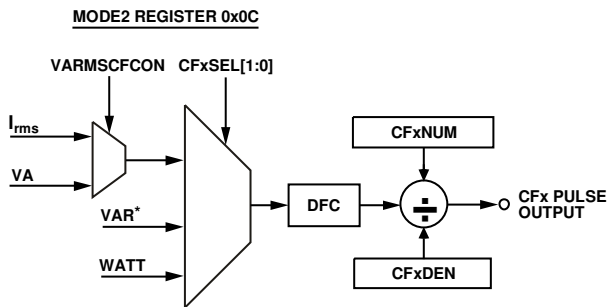 MODE2 REGISTER 0x0C
VARMSCFCON CFxSEL[1:0]
Irms
VA
VAR*
WATT
DFC
CFxNUM
÷
CFxDEN
CFx PULSE
OUTPUT